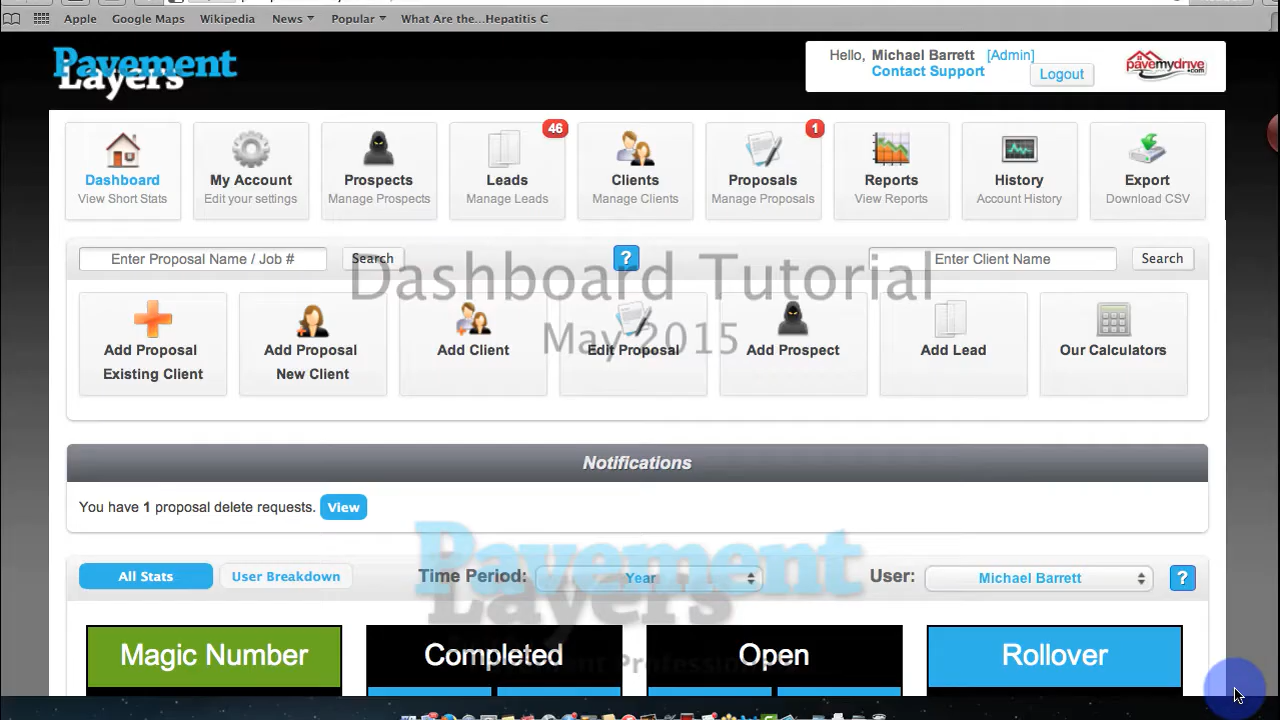 Apple Google Maps Wikipedia News Popular What Are the...Hepatitis C
Pavement
Layers
Hello, Michael Barrett [Admin]
Contact Support
Logout
pavemydrive
.com
46
1
Dashboard
View Short Stats
My Account
Edit your settings
Prospects
Manage Prospects
Leads
Manage Leads
Clients
Manage Clients
Proposals
Manage Proposals
Reports
View Reports
History
Account History
Export
Download CSV
Enter Proposal Name / Job #
Search
?
Enter Client Name
Search
Dashboard Tutorial
May 2015
Add Proposal
Existing Client
Add Proposal
New Client
Add Client
Edit Proposal
Add Prospect
Add Lead
Our Calculators
Notifications
You have 1 proposal delete requests. View
Pavement
Layers
All Stats
User Breakdown
Time Period:
Year
User:
Michael Barrett
?
Magic Number
Completed
Open
Rollover